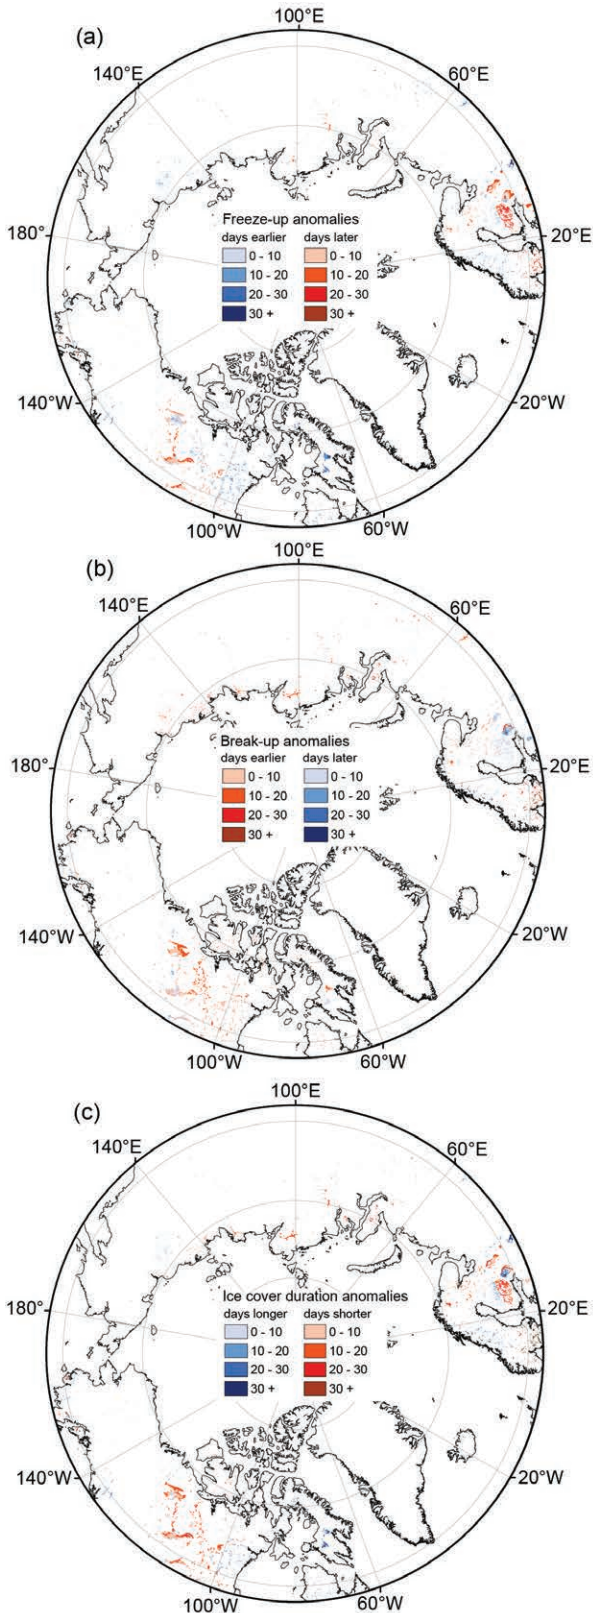 (a)
100°E
140°E
60°E
180°
20°E
Freeze-up anomalies
days earlier days later
0 - 10 0 - 10
10 - 20 10 - 20
20 - 30 20 - 30
30 + 30 +
140°W
20°W
100°W
60°W
(b)
100°E
140°E
60°E
180°
20°E
Break-up anomalies
days earlier days later
0 - 10 0 - 10
10 - 20 10 - 20
20 - 30 20 - 30
30 + 30 +
140°W
20°W
100°W
60°W
(c)
100°E
140°E
60°E
180°
20°E
Ice cover duration anomalies
days longer days shorter
0 - 10 0 - 10
10 - 20 10 - 20
20 - 30 20 - 30
30 + 30 +
140°W
20°W
100°W
60°W